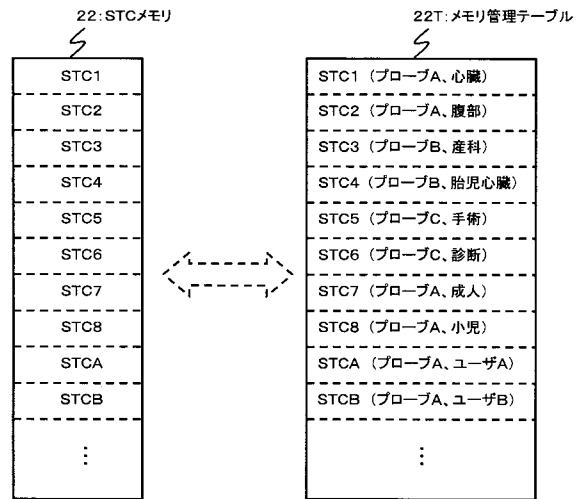 22:STCメモリ
STC1
STC2
STC3
STC4
STC5
STC6
STC7
STC8
STCA
STCB
⋮
22T:メモリ管理テーブル
STC1 (プローブA、心臓)
STC2 (プローブA、腹部)
STC3 (プローブB、産科)
STC4 (プローブB、胎児心臓)
STC5 (プローブC、手術)
STC6 (プローブC、診断)
STC7 (プローブA、成人)
STC8 (プローブA、小児)
STCA (プローブA、ユーザA)
STCB (プローブA、ユーザB)
⋮